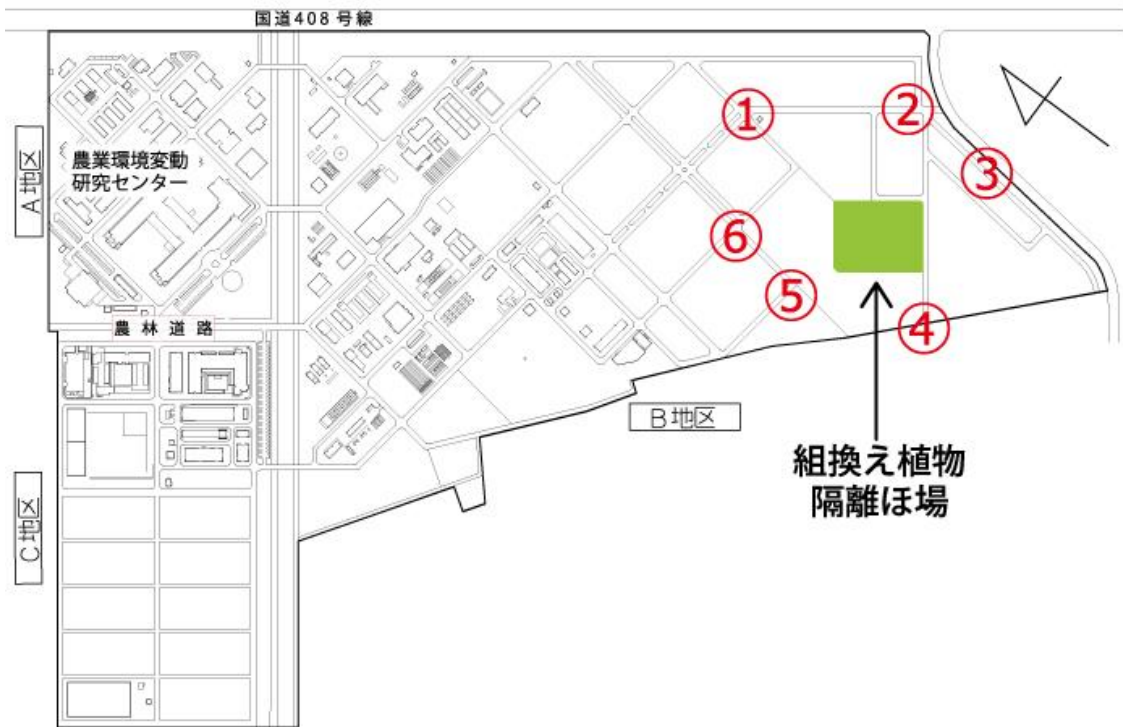 国道408号線
①
②
③
A地区
農業環境変動
研究センター
⑥
⑤
④
農林道路
B地区
組換え植物
隔離ほ場
C地区